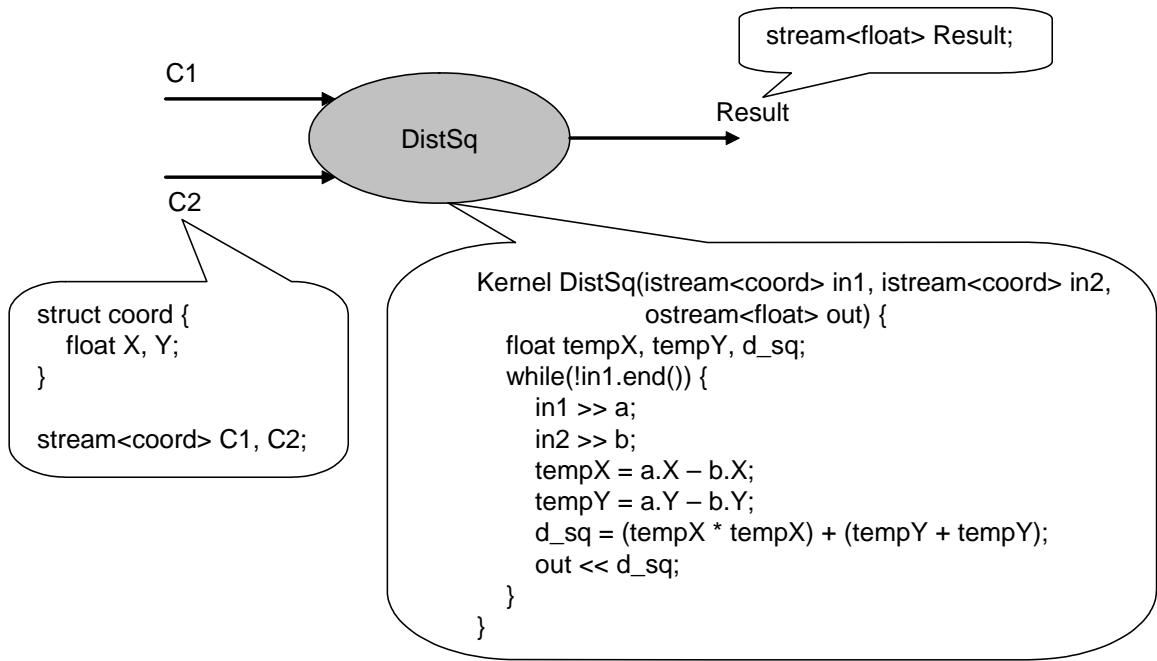 stream<float> Result;
C1
Result
DistSq
C2
struct coord {
float X, Y;
}
stream<coord> C1, C2;
Kernel DistSq(istream<coord> in1, istream<coord> in2,
ostream<float> out) {
float tempX, tempY, d_sq;
while(!in1.end()) {
in1 >> a;
in2 >> b;
tempX = a.X – b.X;
tempY = a.Y – b.Y;
d_sq = (tempX * tempX) + (tempY + tempY);
out << d_sq;
}
}